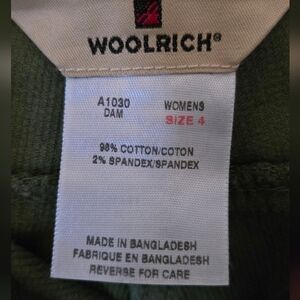 WOOLRICH®
A1030 WOMENS
DAM SIZE 4
98% COTTON/COTON
2% SPANDEX/SPANDEX
MADE IN BANGLADESH
FABRIQUE EN BANGLADESH
REVERSE FOR CARE